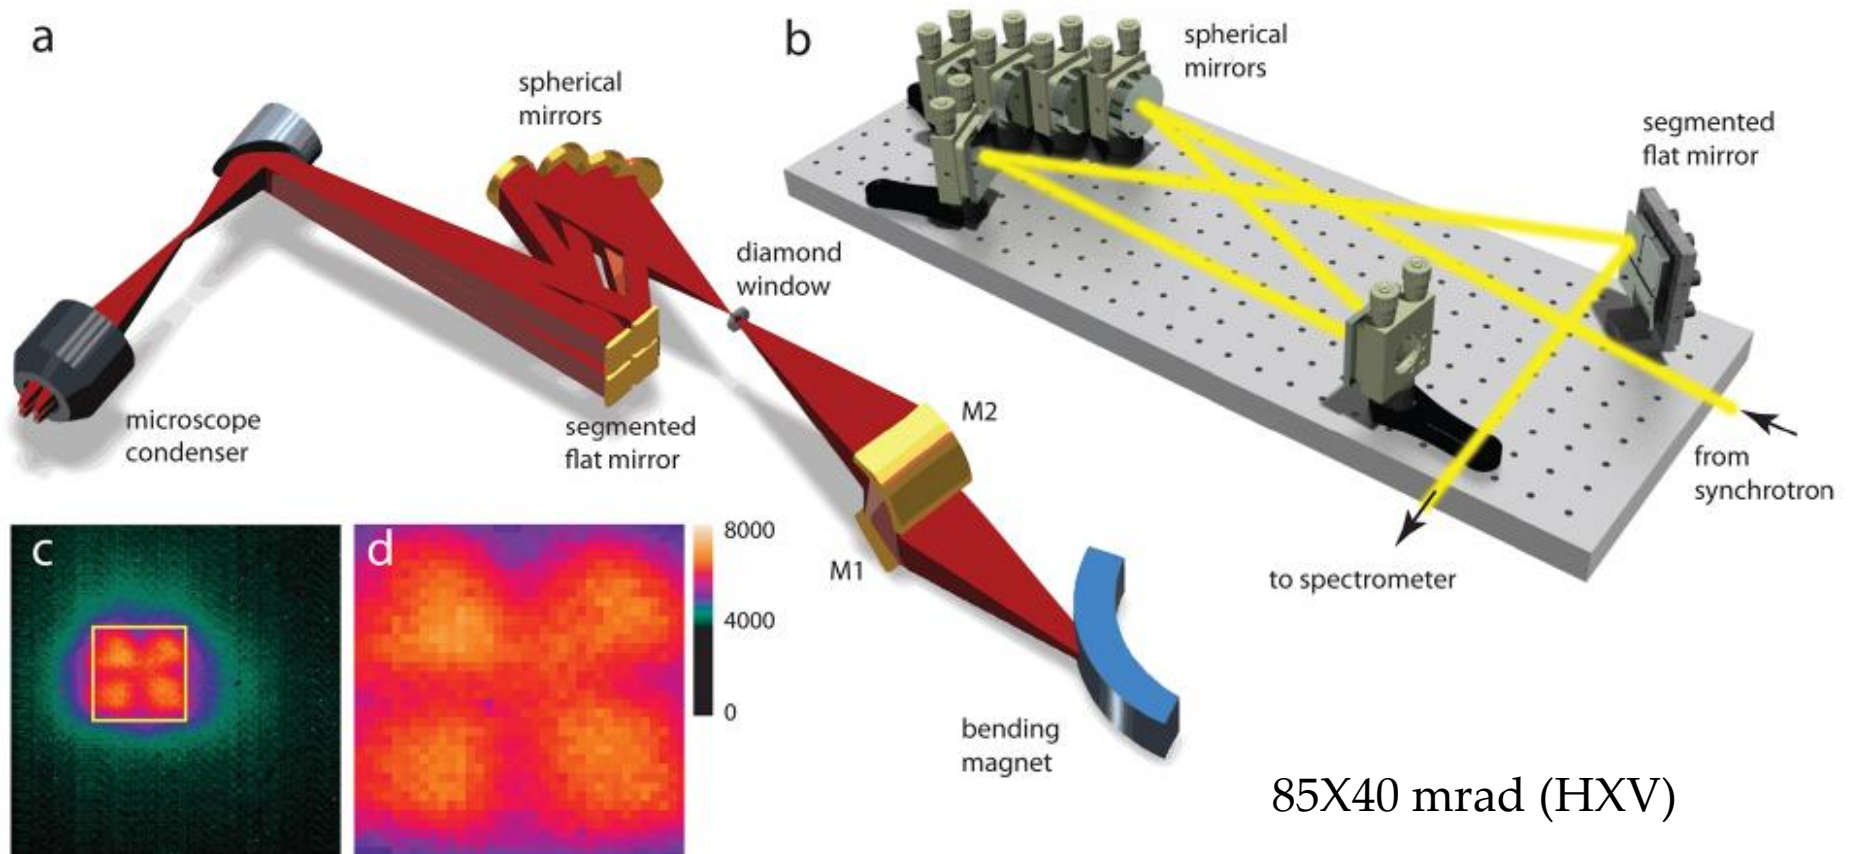 a
spherical
mirrors
diamond
window
M2
microscope
condenser
segmented
flat mirror
M1
bending
magnet
b
spherical
mirrors
segmented
flat mirror
from
synchrotron
to spectrometer
c
d
8000
4000
0
85X40 mrad (HXV)